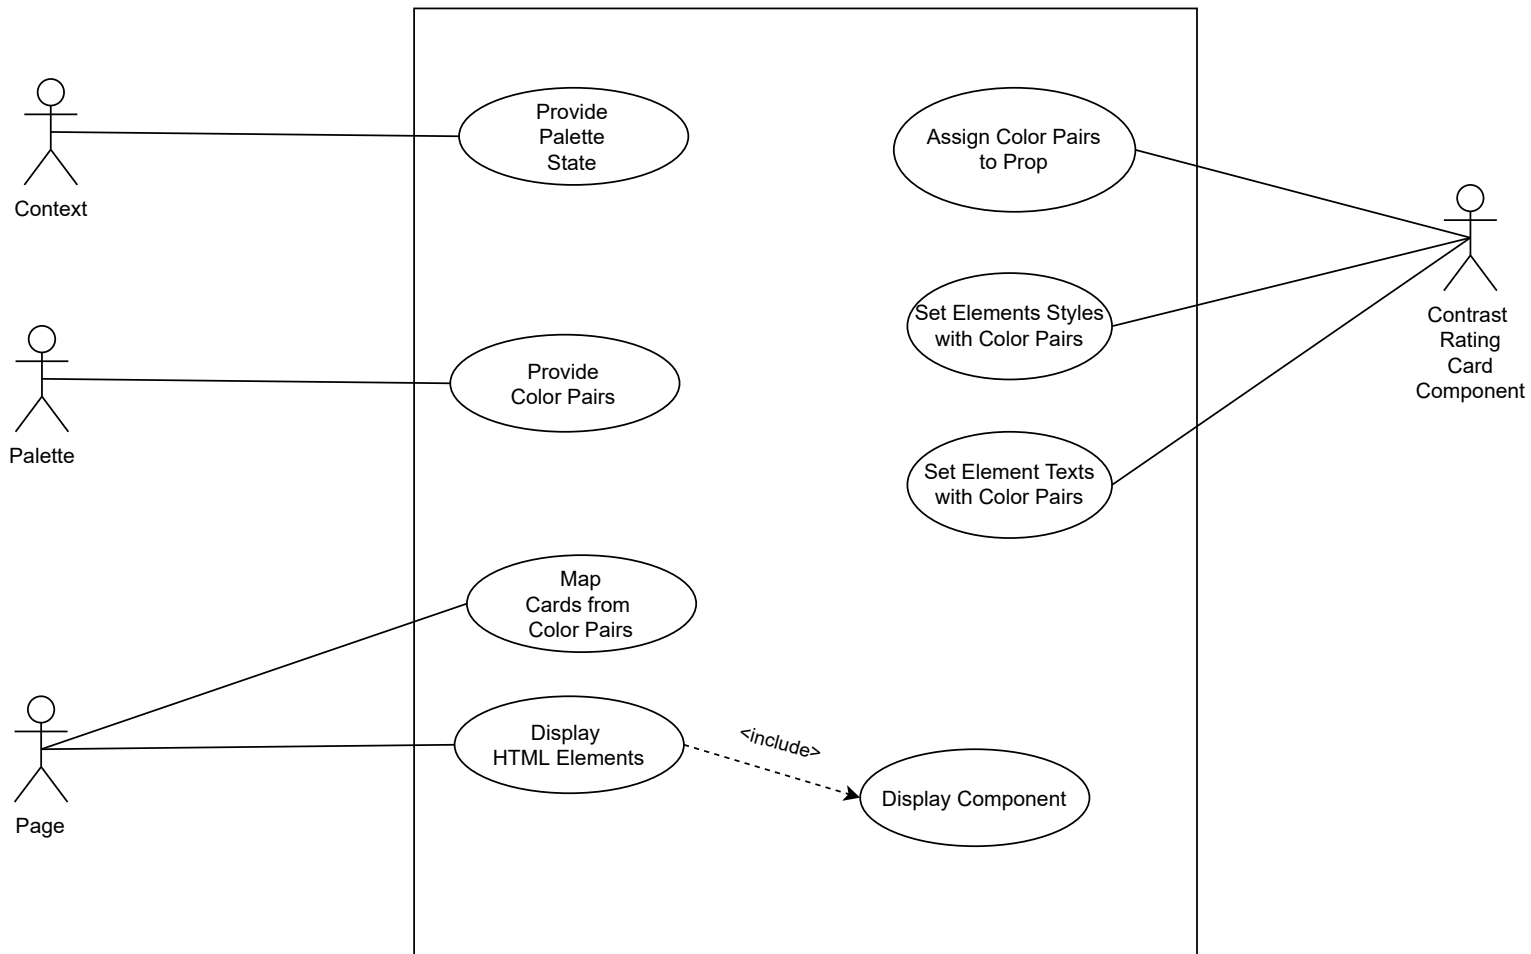 Context
Provide
Palette
State
Assign Color Pairs
to Prop
Contrast
Rating
Card
Component
Set Elements Styles
with Color Pairs
Palette
Provide
Color Pairs
Set Element Texts
with Color Pairs
Map
Cards from
Color Pairs
Page
Display
HTML Elements
<include>
Display Component